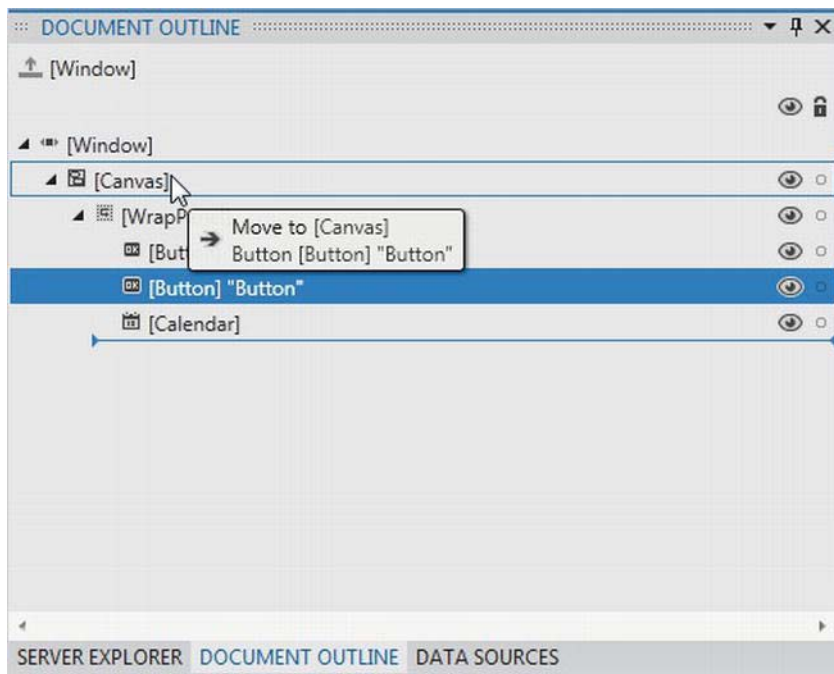 DOCUMENT OUTLINE
[Window]
[Window]
[Canvas]
[WrapP
Move to [Canvas]
[But
Button [Button] "Button"
[Button] "Button"
[Calendar]
SERVER EXPLORER DOCUMENT OUTLINE DATA SOURCES